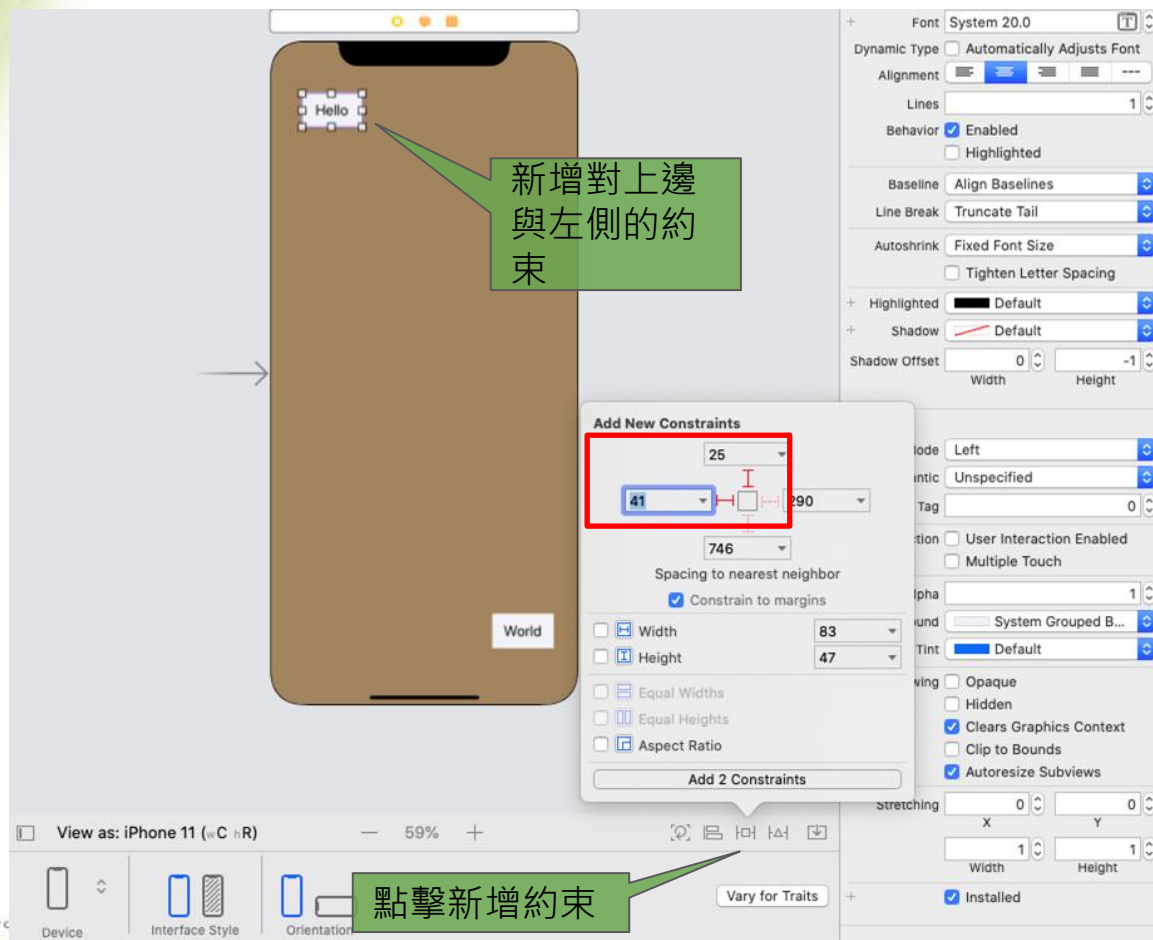 Hello
新增對上邊
與左側的約
束
World
Font System 20.0 T
Dynamic Type Automatically Adjusts Font
Alignment ---
Lines 1
Behavior Enabled
Highlighted
Baseline Align Baselines
Line Break Truncate Tail
Autoshrink Fixed Font Size
Tighten Letter Spacing
+ Highlighted Default
+ Shadow Default
Shadow Offset 0 -1
Width Height
Add New Constraints
25
41 290
746
Spacing to nearest neighbor
Constrain to margins
Width 83
Height 47
Equal Widths
Equal Heights
Aspect Ratio
Add 2 Constraints
Left
Unspecified
Tag 0
User Interaction Enabled
Multiple Touch
1
System Grouped B...
Tint Default
Opaque
Hidden
Clears Graphics Context
Clip to Bounds
Autoresize Subviews
Stretching 0 0
X Y
1 1
Width Height
+ Installed
View as: iPhone 11 (wC hR) — 59% +
點擊新增約束
Vary for Traits
Device Interface Style Orientation